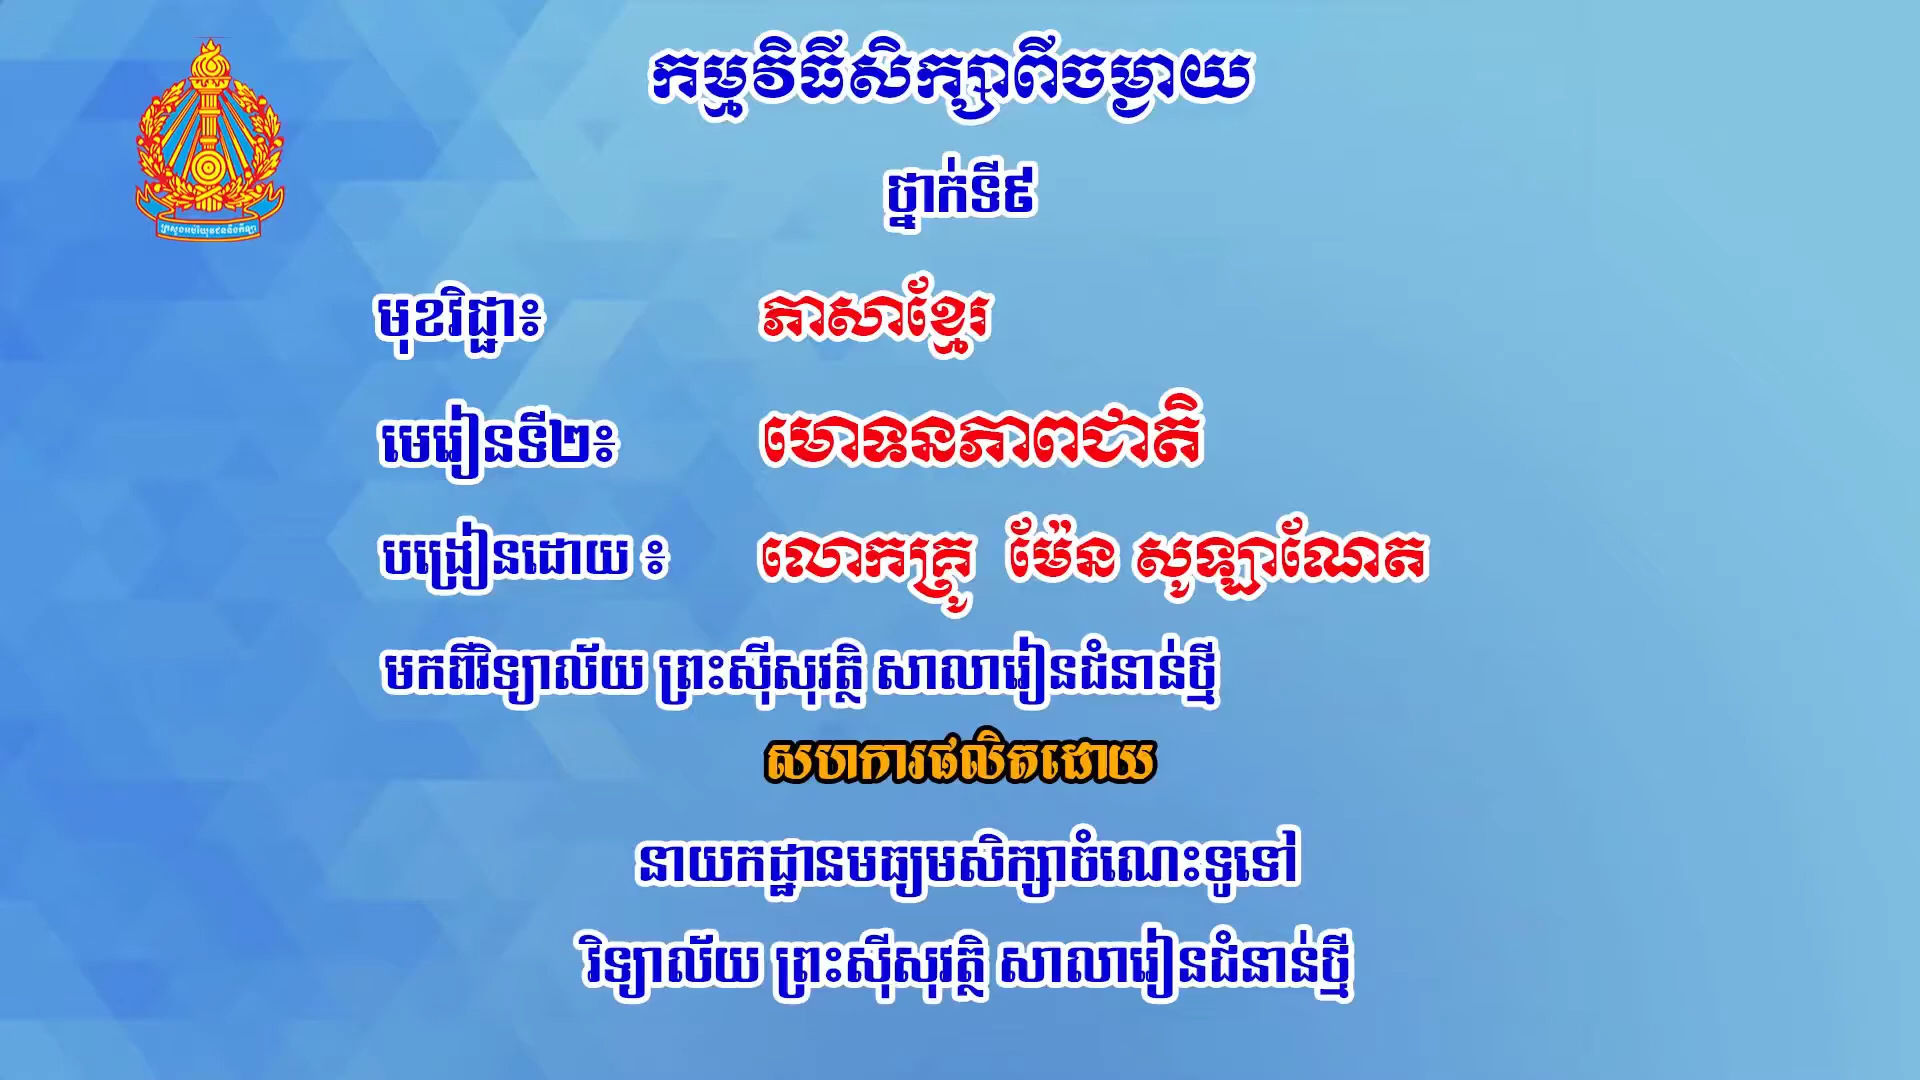 កម្មវិធីសិក្សាពីចម្ងាយ
ថ្នាក់ទី៩
មុខវិជ្ជា៖ ភាសាខ្មែរ
មេរៀនទី២៖ មោទនភាពជាតិ
បង្រៀនដោយ ៖ លោកគ្រូ ម៉ែន សូឡាណែត
មកពីវិទ្យាល័យ ព្រះស៊ីសុវត្ថិ សាលារៀនជំនាន់ថ្មី
សហការផលិតដោយ
នាយកដ្ឋានមធ្យមសិក្សាចំណេះទូទៅ
វិទ្យាល័យ ព្រះស៊ីសុវត្ថិ សាលារៀនជំនាន់ថ្មី